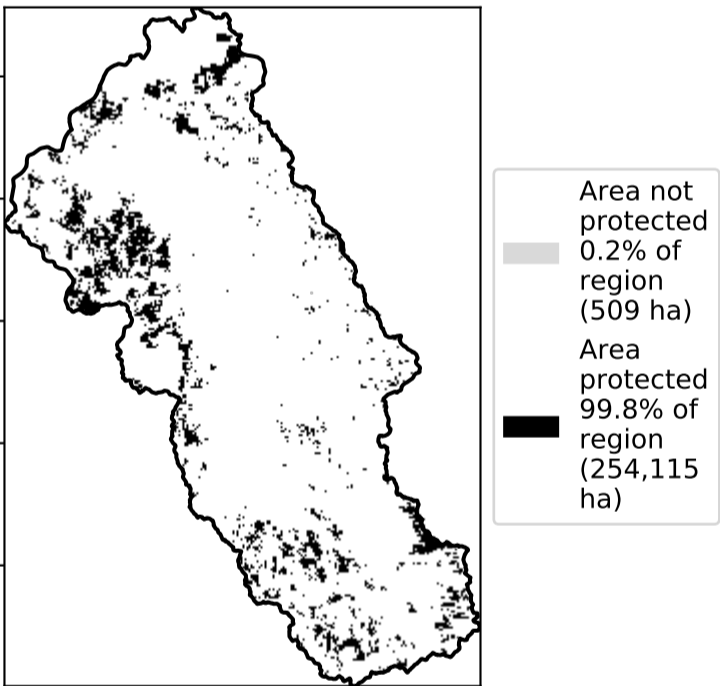 Area not
protected
0.2% of
region
(509 ha)
Area
protected
99.8% of
region
(254,115
ha)